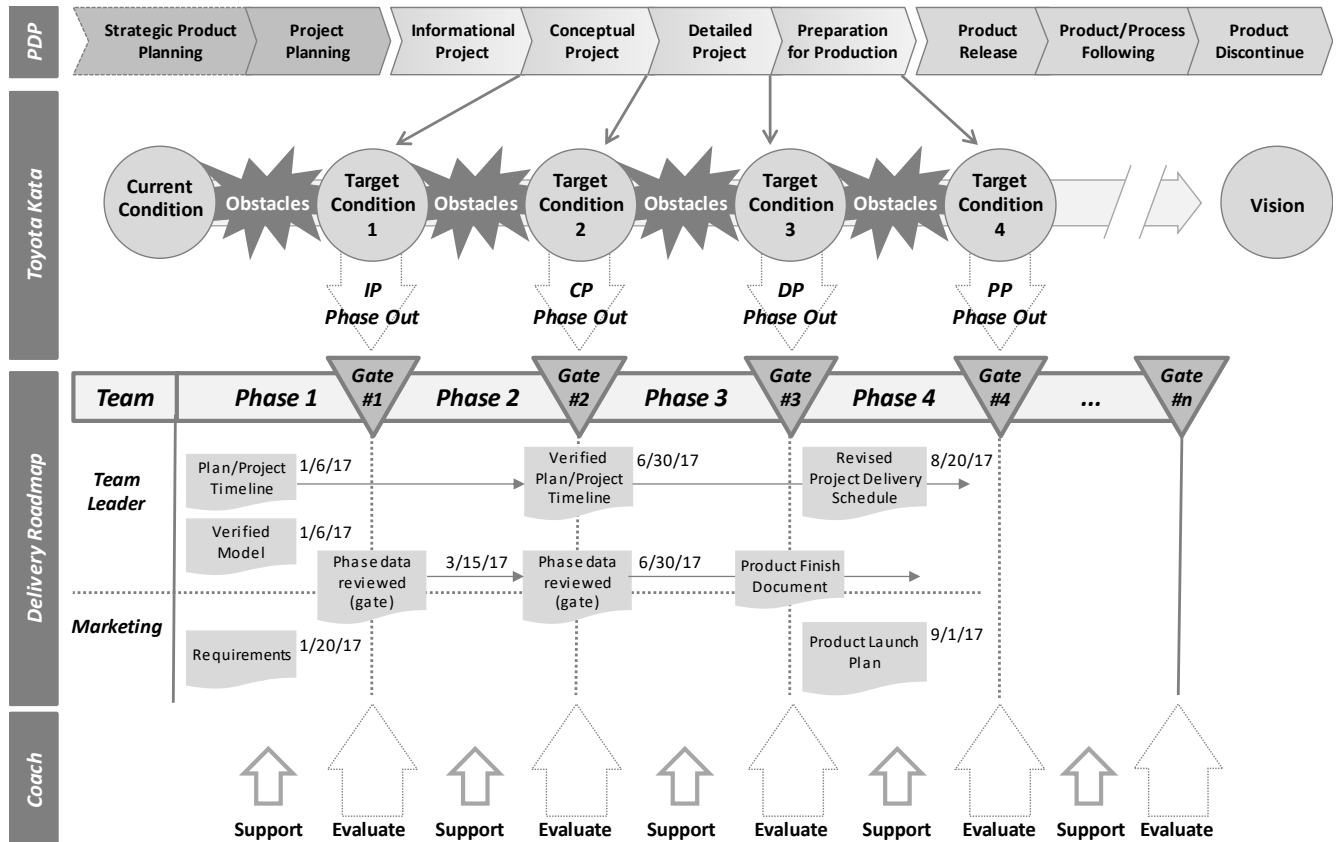 PDP
Strategic Product
Planning
Project
Planning
Informational
Project
Conceptual
Project
Detailed
Project
Preparation
for Production
Product
Release
Product/Process
Following
Product
Discontinue
Toyota Kata
Current
Condition
Obstacles
Target
Condition
1
Obstacles
Target
Condition
2
Obstacles
Target
Condition
3
Obstacles
Target
Condition
4
Vision
IP
Phase Out
CP
Phase Out
DP
Phase Out
PP
Phase Out
Delivery Roadmap
Team
Phase 1
Gate
#1
Phase 2
Gate
#2
Phase 3
Gate
#3
Phase 4
Gate
#4
...
Gate
#n
Team
Leader
Plan/Project
Timeline
1/6/17
Verified
Plan/Project
Timeline
6/30/17
Revised
Project Delivery
Schedule
8/20/17
Verified
Model
1/6/17
Phase data
reviewed
(gate)
3/15/17
Phase data
reviewed
(gate)
6/30/17
Product Finish
Document
Marketing
Requirements
1/20/17
Product Launch
Plan
9/1/17
Coach
Support
Evaluate
Support
Evaluate
Support
Evaluate
Support
Evaluate
Support
Evaluate